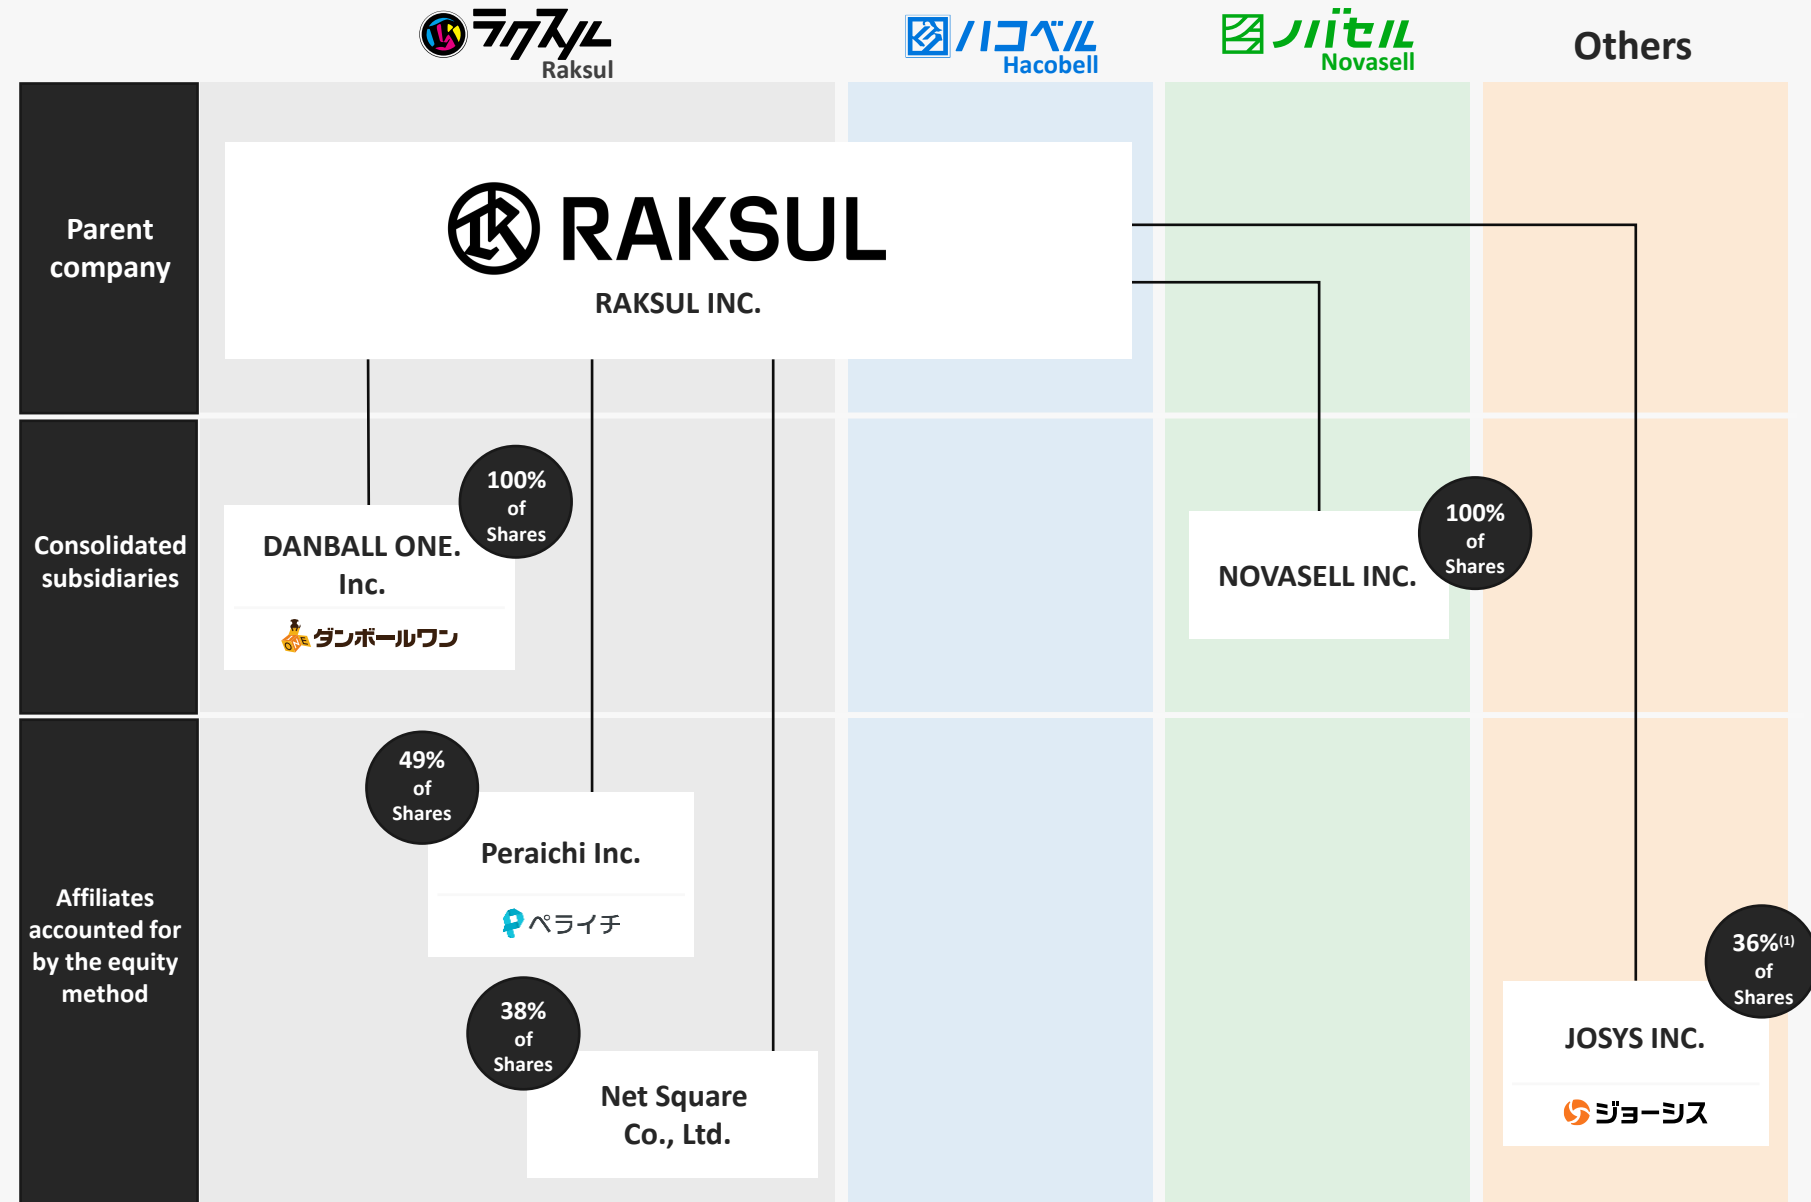 ラクスル
Raksul
ハコベル
Hacobell
ノバセル
Novasell
Others
Parent
company
RAKSUL
RAKSUL INC.
Consolidated
subsidiaries
100%
of
Shares
DANBALL ONE.
Inc.
ONE
ダンボールワン
100%
of
Shares
NOVASELL INC.
Affiliates
accounted for
by the equity
method
49%
of
Shares
Peraichi Inc.
ペライチ
38%
of
Shares
Net Square
Co., Ltd.
36%(1)
of
Shares
JOSYS INC.
ジョーシス